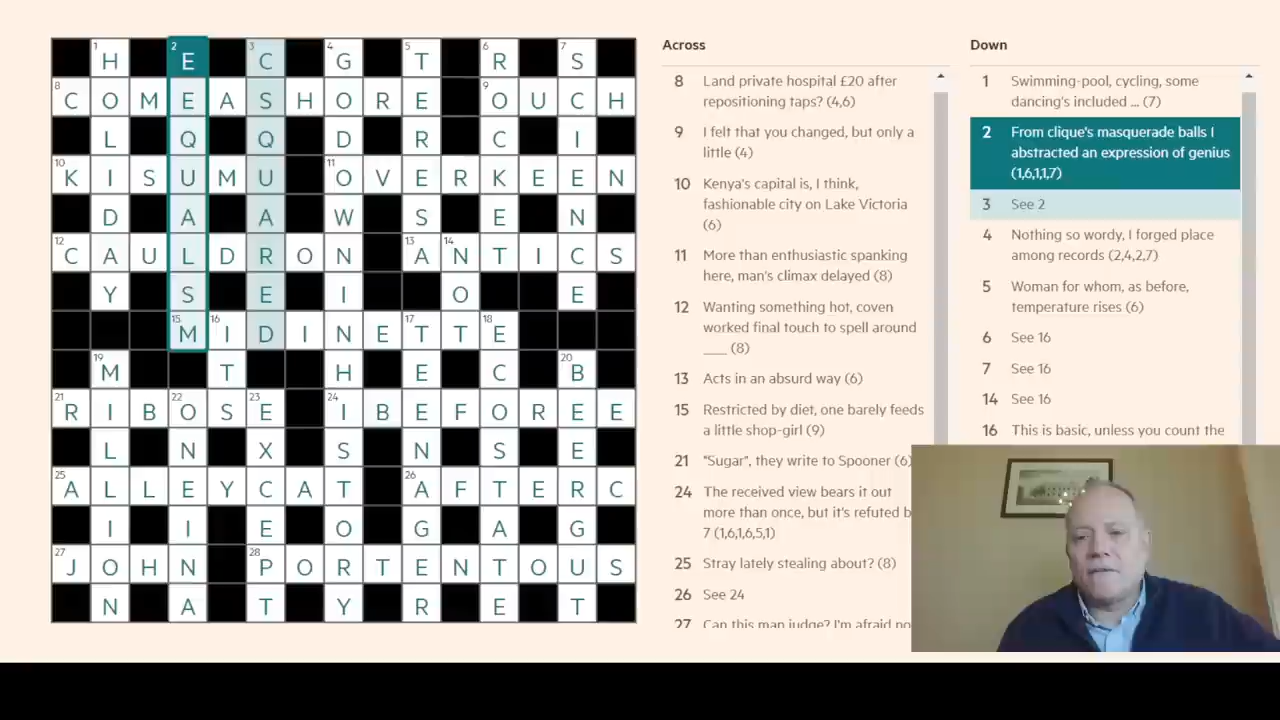 1 H 2 E 3 C 4 G 5 T 6 R 7 S
8 C O M E A S H O R E 9 O U C H
L Q Q D R C I
10 K I S U M U 11 O V E R K E E N
D A A W S E N
12 C A U L D R O N 13 A 14 N T I C S
Y S E I O E
15 M 16 I D I N E 17 T T 18 E
19 M T H E C 20 B
21 R I B 22 O S 23 E 24 I B E F O R E E
L N X S N S E
25 A L L E Y C A T 26 A F T E R C
I I E O G A G
27 J O H N 28 P O R T E N T O U S
N A T Y R E T
Across
8 Land private hospital £20 after
repositioning taps? (4,6)
9 I felt that you changed, but only a
little (4)
10 Kenya's capital is, I think,
fashionable city on Lake Victoria
(6)
11 More than enthusiastic spanking
here, man's climax delayed (8)
12 Wanting something hot, coven
worked final touch to spell around
___ (8)
13 Acts in an absurd way (6)
15 Restricted by diet, one barely feeds
a little shop-girl (9)
21 "Sugar", they write to Spooner (6)
24 The received view bears it out
more than once, but it's refuted b
7 (1,6,1,6,5,1)
25 Stray lately stealing about? (8)
26 See 24
27 Can this man judge? I'm afraid no
Down
1 Swimming-pool, cycling, some
dancing's included ... (7)
2 From clique's masquerade balls I
abstracted an expression of genius
(1,6,1,1,7)
3 See 2
4 Nothing so wordy, I forged place
among records (2,4,2,7)
5 Woman for whom, as before,
temperature rises (6)
6 See 16
7 See 16
14 See 16
16 This is basic, unless you count the